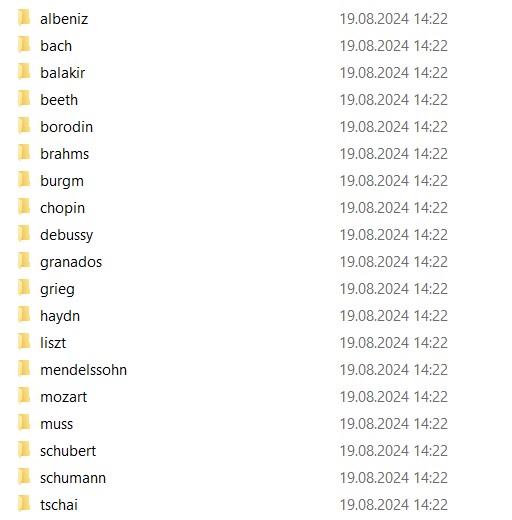 albeniz 19.08.2024 14:22
bach 19.08.2024 14:22
balakir 19.08.2024 14:22
beeth 19.08.2024 14:22
borodin 19.08.2024 14:22
brahms 19.08.2024 14:22
burgm 19.08.2024 14:22
chopin 19.08.2024 14:22
debussy 19.08.2024 14:22
granados 19.08.2024 14:22
grieg 19.08.2024 14:22
haydn 19.08.2024 14:22
liszt 19.08.2024 14:22
mendelssohn 19.08.2024 14:22
mozart 19.08.2024 14:22
muss 19.08.2024 14:22
schubert 19.08.2024 14:22
schumann 19.08.2024 14:22
tschai 19.08.2024 14:22